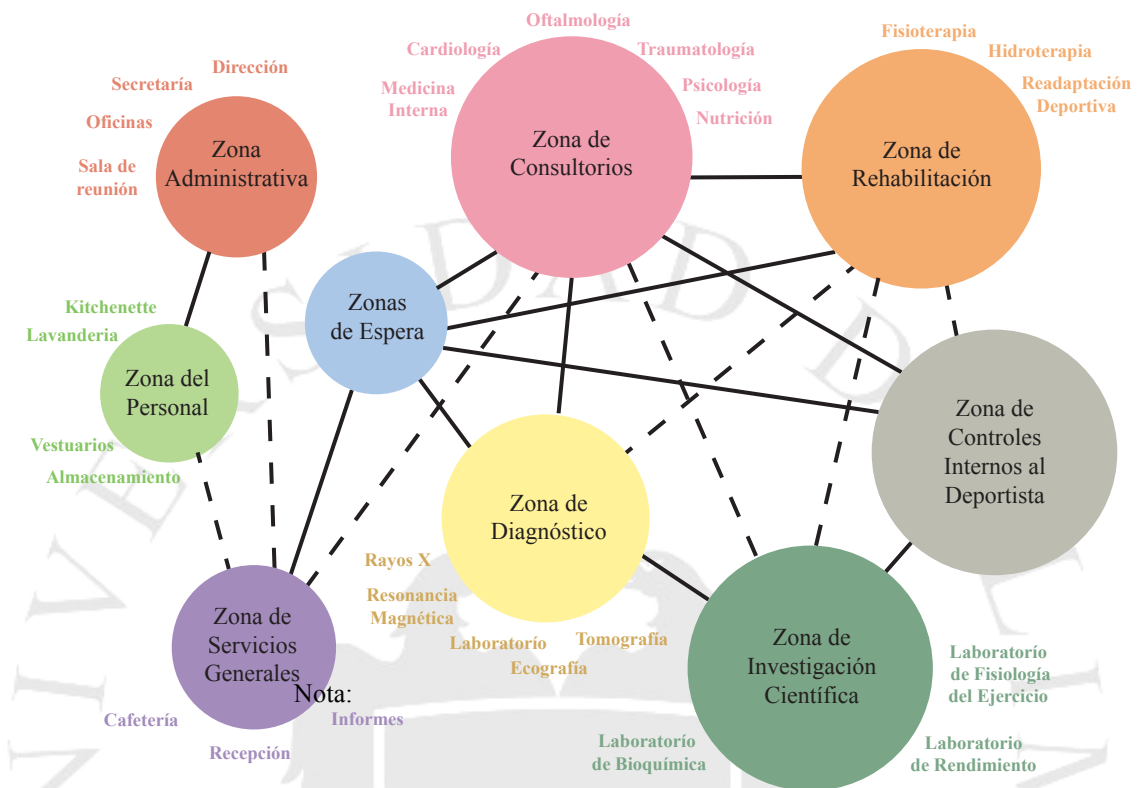 Oftalmología
Cardiología
Traumatología
Medicina
Interna
Psicología
Nutrición
Zona de
Consultorios
Fisioterapia
Hidroterapia
Readaptación
Deportiva
Zona de
Rehabilitación
Dirección
Secretaría
Oficinas
Sala de
reunión
Zona
Administrativa
Kitchenette
Lavanderia
Zona del
Personal
Vestuarios
Almacenamiento
Zonas
de Espera
Zona de
Controles
Internos al
Deportista
Zona de
Diagnóstico
Rayos X
Resonancia
Magnética
Laboratorío
Ecografía
Tomografía
Zona de
Servicios
Generales
Nota:
Cafetería
Informes
Recepción
Zona de
Investigación
Científica
Laboratorío
de Fisiología
del Ejercicio
Laboratorío
de Bioquímica
Laboratorio
de Rendimiento